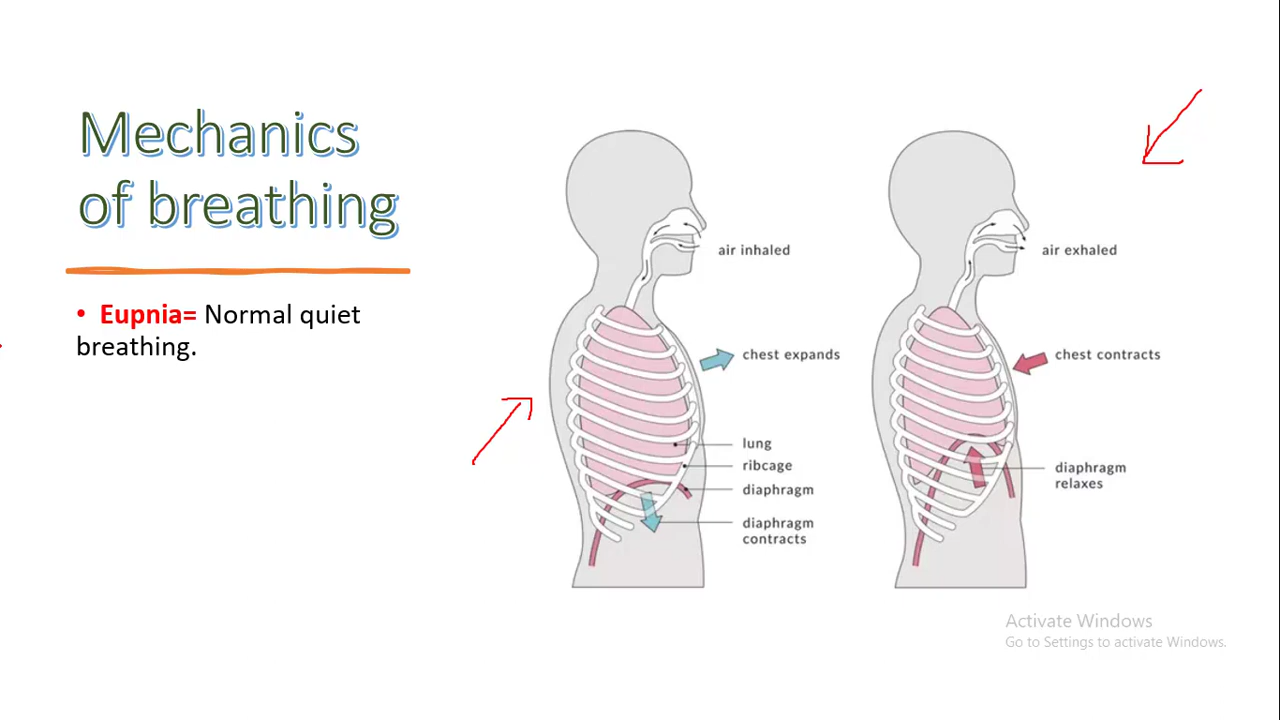 Mechanics
of breathing
• Eupnia= Normal quiet
breathing.
air inhaled
chest expands
lung
ribcage
diaphragm
diaphragm
contracts
air exhaled
chest contracts
diaphragm
relaxes
Activate Windows
Go to Settings to activate Windows.